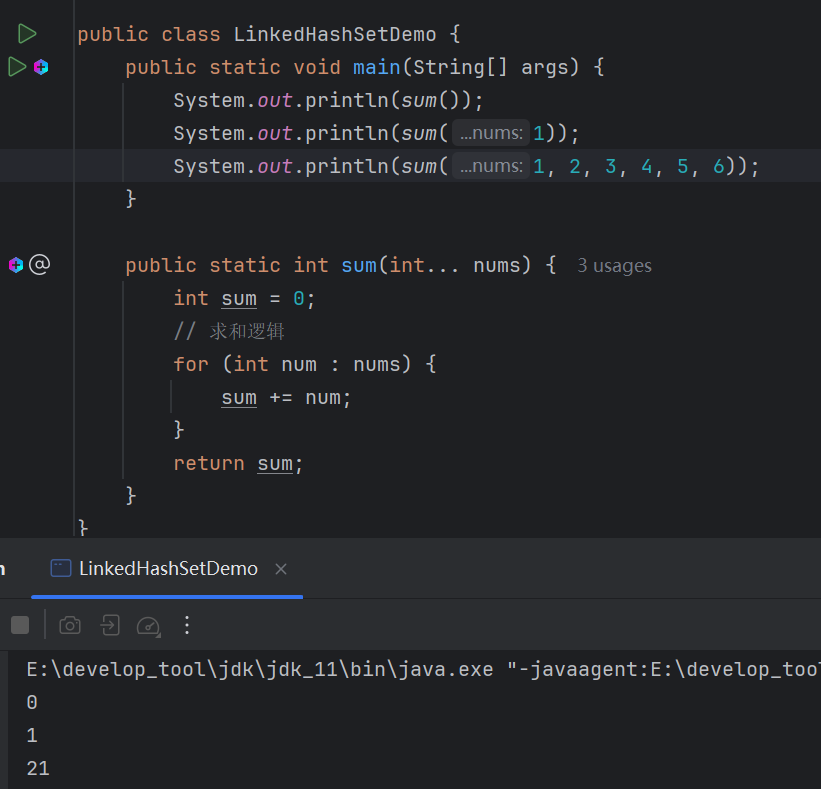 public class LinkedHashSetDemo {
public static void main(String[] args) {
System.out.println(sum());
System.out.println(sum( ...nums: 1));
System.out.println(sum( ...nums: 1, 2, 3, 4, 5, 6));
}
public static int sum(int... nums) { 3 usages
int sum = 0;
// 求和逻辑
for (int num : nums) {
sum += num;
}
return sum;
}
}
LinkedHashSetDemo ×
E:\develop_tool\jdk\jdk_11\bin\java.exe "-javaagent:E:\develop_too
0
1
21